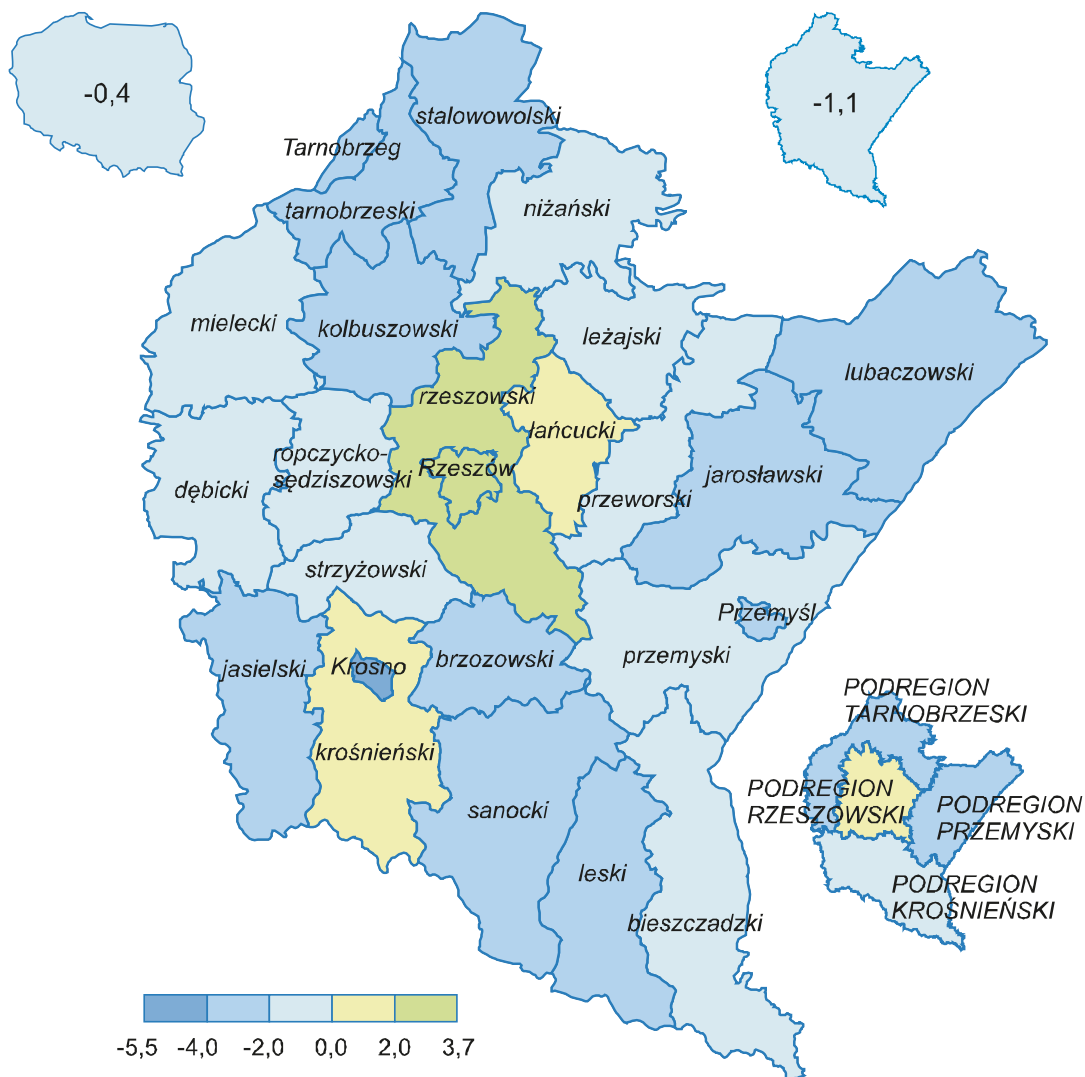 -0,4
-1,1
stalowowolski
Tarnobrzeg
tarnobrzeski
niżański
mielecki
kolbuszowski
leżajski
lubaczowski
rzeszowski
łańcucki
ropczycko-
sędziszowski
Rzeszów
dębicki
przeworski
jarosławski
strzyżowski
Przemyśl
jasielski
Krosno
brzozowski
przemyski
krośnieński
sanocki
leski
bieszczadzki
PODREGION
TARNOBRZESKI
PODREGION
RZESZOWSKI
PODREGION
PRZEMYSKI
PODREGION
KROŚNIEŃSKI
-5,5 -4,0 -2,0 0,0 2,0 3,7